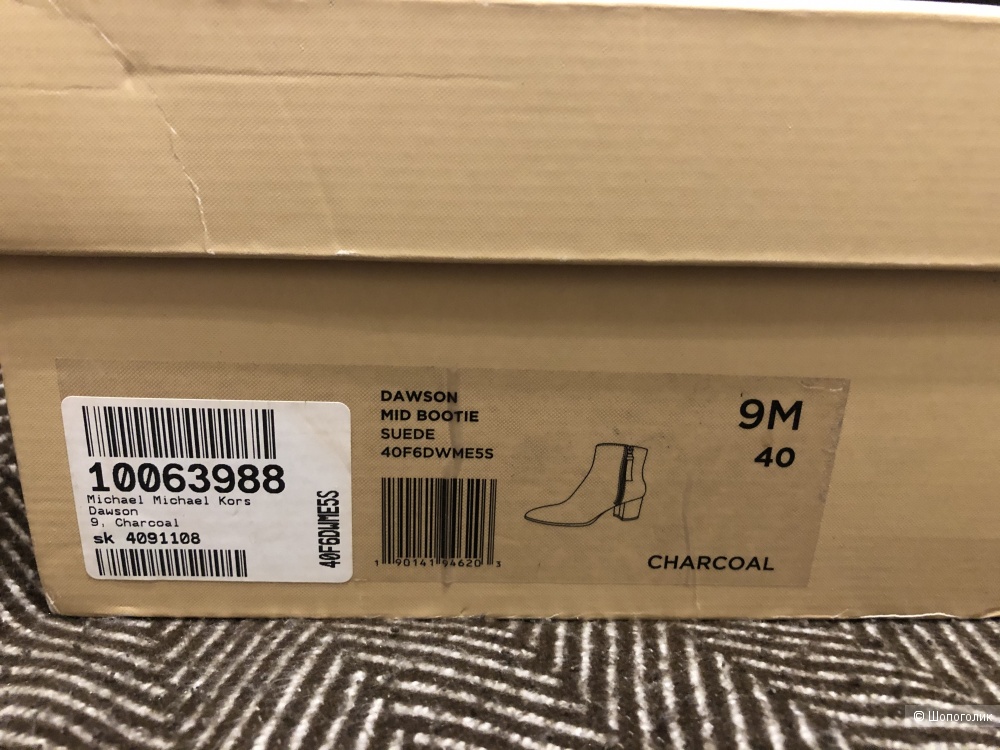 10063988
Michael Michael Kors
Dawson
9, Charcoal
sk 4091108
40F6DWME5S
DAWSON
MID BOOTIE
SUEDE
40F6DWME5S
1 90141 94620 3
9M
40
CHARCOAL
© Шопоголик